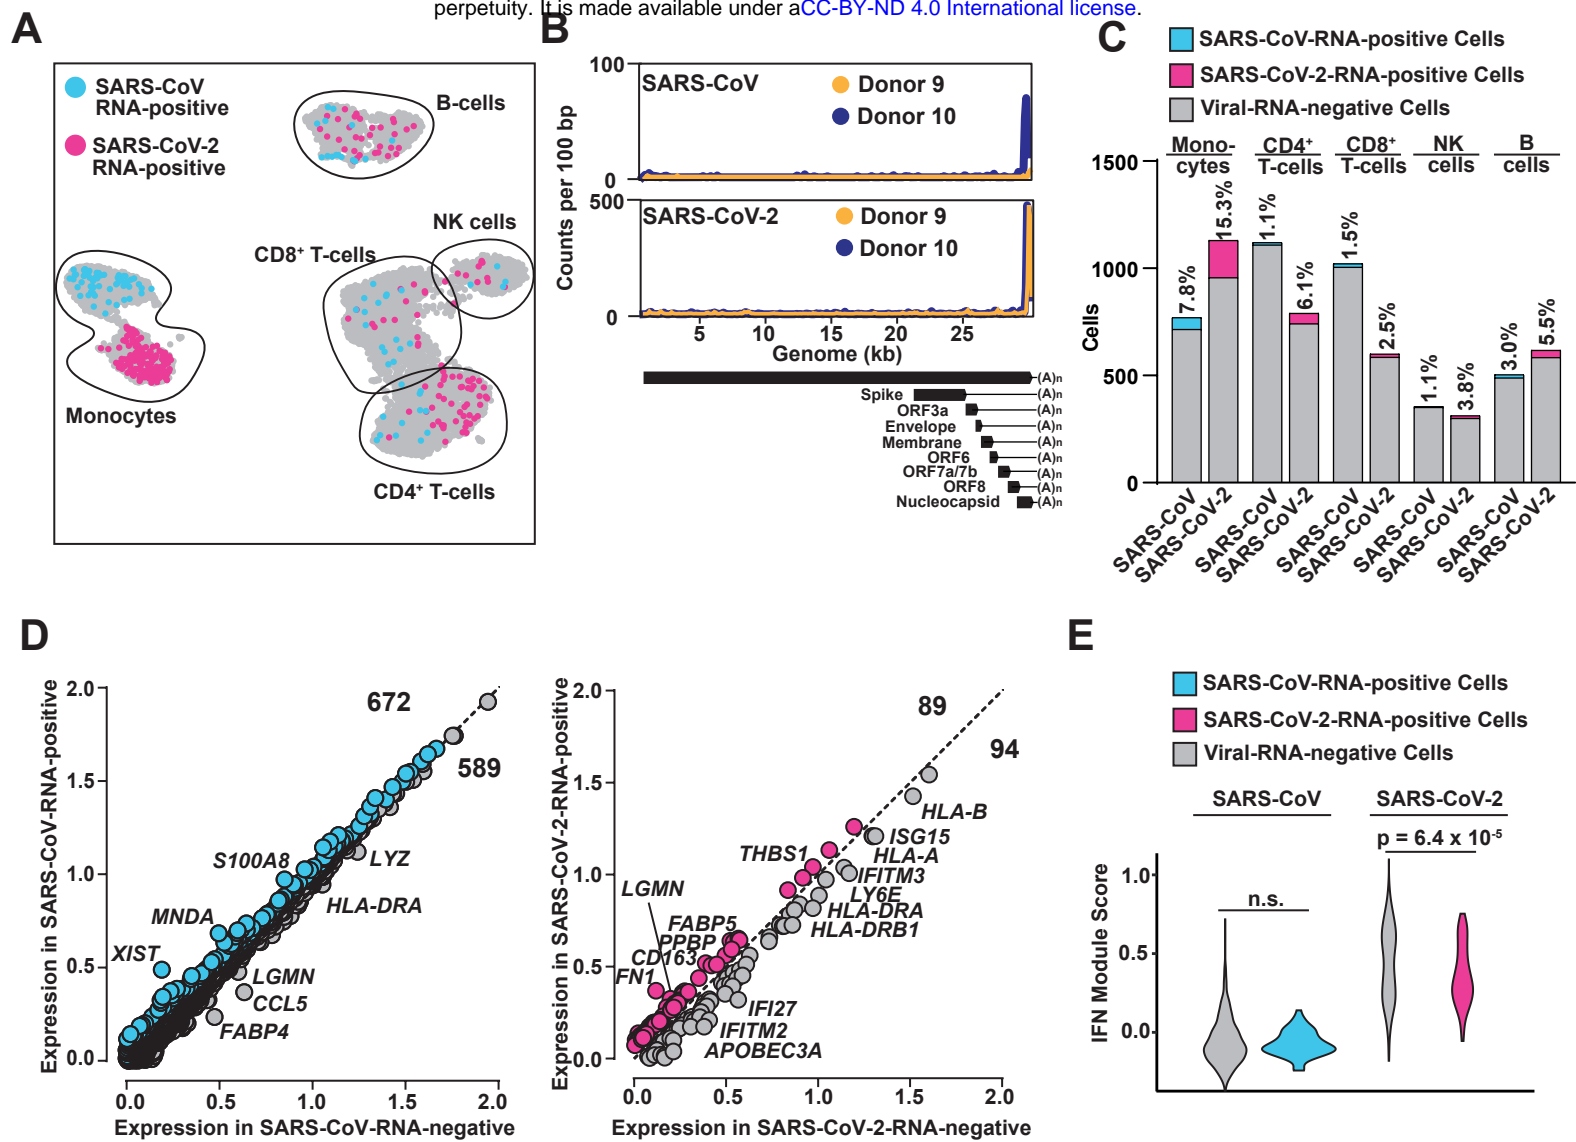 perpetuity. It is made available under aCC-BY-ND 4.0 International license.
A
SARS-CoV
RNA-positive
SARS-CoV-2
RNA-positive
B-cells
NK cells
CD8⁺ T-cells
Monocytes
CD4⁺ T-cells
B
Counts per 100 bp
100
0
SARS-CoV
Donor 9
Donor 10
500
0
SARS-CoV-2
Donor 9
Donor 10
5 10 15 20 25
Genome (kb)
(A)n
Spike (A)n
ORF3a (A)n
Envelope (A)n
Membrane (A)n
ORF6 (A)n
ORF7a/7b (A)n
ORF8 (A)n
Nucleocapsid (A)n
C
SARS-CoV-RNA-positive Cells
SARS-CoV-2-RNA-positive Cells
Viral-RNA-negative Cells
Mono-
cytes
CD4⁺
T-cells
CD8⁺
T-cells
NK
cells
B
cells
Cells
1500
1000
500
0
7.8%
15.3%
1.1%
6.1%
1.5%
2.5%
1.1%
3.8%
3.0%
5.5%
SARS-CoV
SARS-CoV-2
SARS-CoV
SARS-CoV-2
SARS-CoV
SARS-CoV-2
SARS-CoV
SARS-CoV-2
SARS-CoV
SARS-CoV-2
D
Expression in SARS-CoV-RNA-positive
2.0
1.5
1.0
0.5
0.0
672
589
S100A8
LYZ
MNDA
HLA-DRA
XIST
LGMN
CCL5
FABP4
0.0 0.5 1.0 1.5 2.0
Expression in SARS-CoV-RNA-negative
Expression in SARS-CoV-2-RNA-positive
2.0
1.5
1.0
0.5
0.0
89
94
HLA-B
ISG15
THBS1
HLA-A
IFITM3
LGMN
LY6E
HLA-DRA
FABP5
HLA-DRB1
PPBP
CD163
FN1
IFI27
IFITM2
APOBEC3A
0.0 0.5 1.0 1.5 2.0
Expression in SARS-CoV-2-RNA-negative
E
SARS-CoV-RNA-positive Cells
SARS-CoV-2-RNA-positive Cells
Viral-RNA-negative Cells
SARS-CoV
SARS-CoV-2
p = 6.4 x 10⁻⁵
n.s.
IFN Module Score
1.0
0.5
0.0